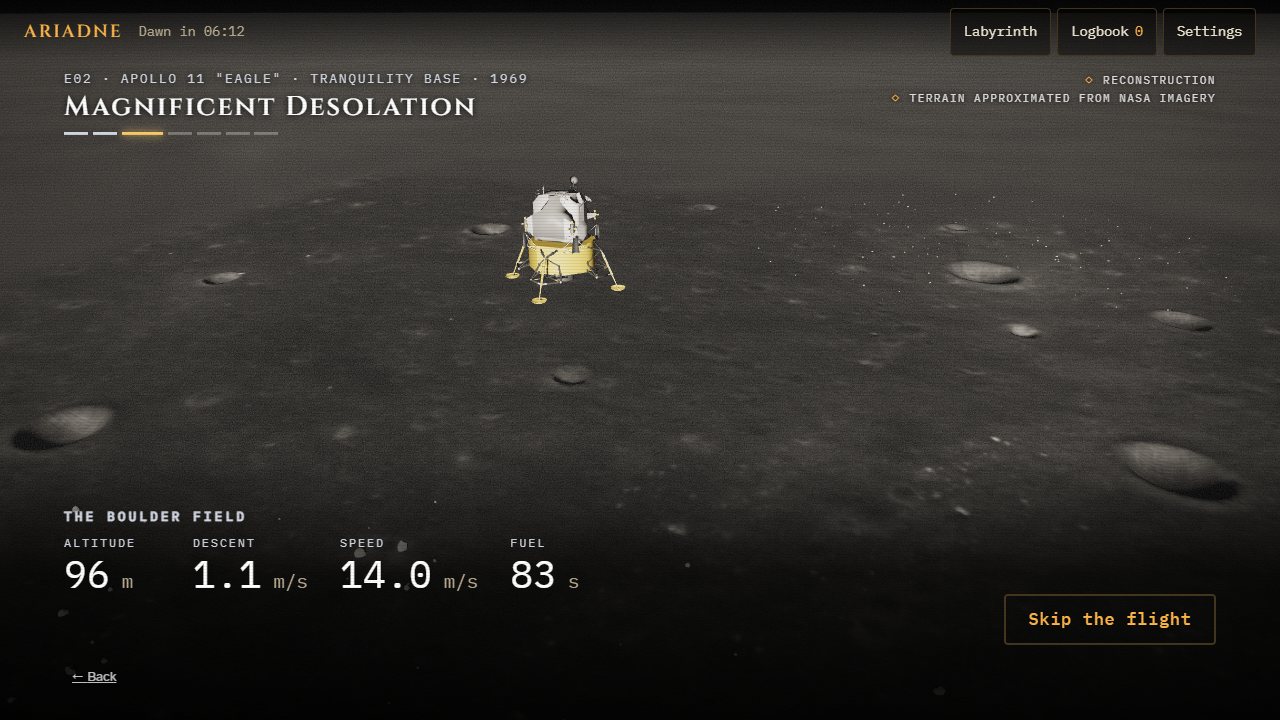 ARIADNE Dawn in 06:12 Labyrinth Logbook 0 Settings
E02 · APOLLO 11 "EAGLE" · TRANQUILITY BASE · 1969
MAGNIFICENT DESOLATION
◇ RECONSTRUCTION
◇ TERRAIN APPROXIMATED FROM NASA IMAGERY
THE BOULDER FIELD
ALTITUDE DESCENT SPEED FUEL
96 m 1.1 m/s 14.0 m/s 83 s
Skip the flight
← Back